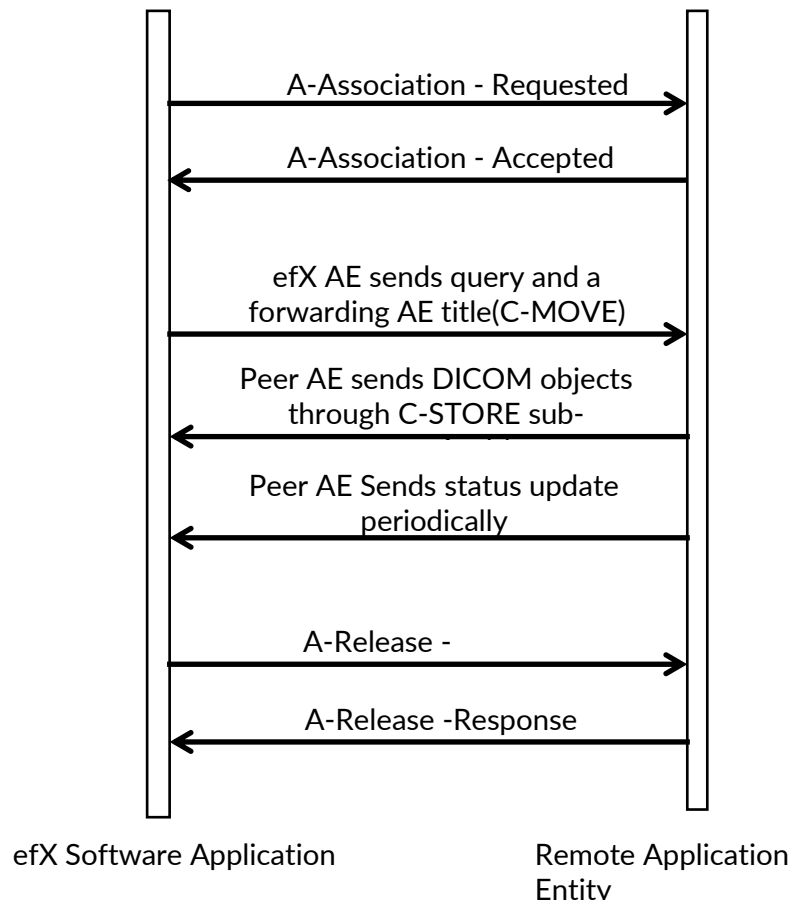 A-Association - Requested
A-Association - Accepted
efX AE sends query and a
forwarding AE title(C-MOVE)
Peer AE sends DICOM objects
through C-STORE sub-
Peer AE Sends status update
periodically
A-Release -
A-Release -Response
efX Software Application
Remote Application
Entity